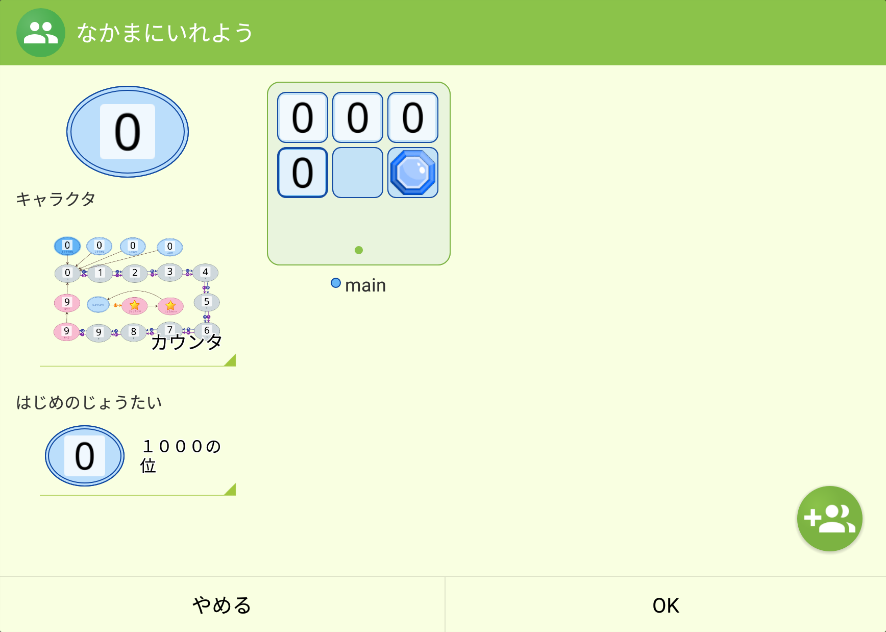 なかまにいれよう
0
キャラクタ
0 0 0 0
0 1 2 3 4
9 5
9 9 8 7 6
カウンタ
はじめのじょうたい
0
1000の
位
0 0 0
0
main
やめる
OK